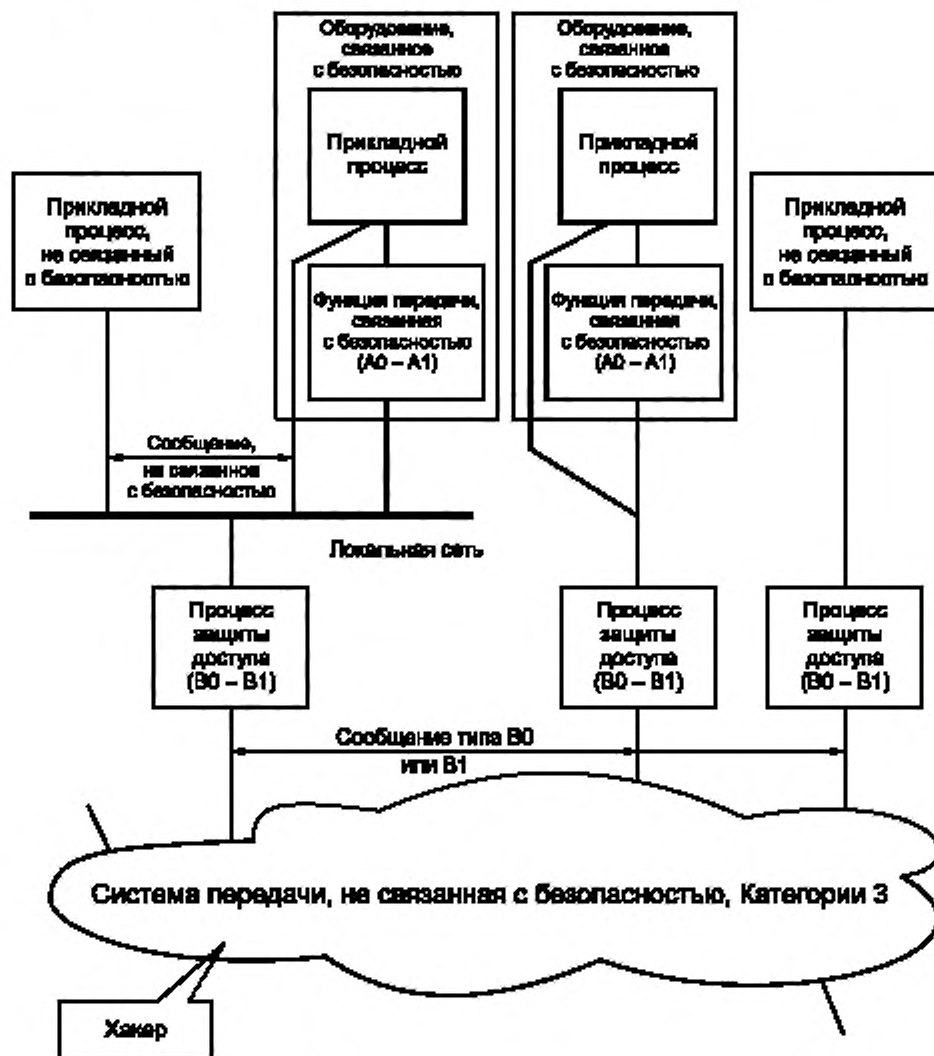 Оборудование,
связанное
с безопасностью
Прикладной
процесс
Функция передачи,
связанная
с безопасностью
(А0 – А1)
Оборудование,
связанное
с безопасностью
Прикладной
процесс
Функция передачи,
связанная
с безопасностью
(А0 – А1)
Прикладной
процесс,
не связанный
с безопасностью
Прикладной
процесс,
не связанный
с безопасностью
Сообщение,
не связанное
с безопасностью
Локальная сеть
Процесс
защиты
доступа
(В0 – В1)
Процесс
защиты
доступа
(В0 – В1)
Процесс
защиты
доступа
(В0 – В1)
Сообщение типа В0
или В1
Система передачи, не связанная с безопасностью, Категории 3
Хакер